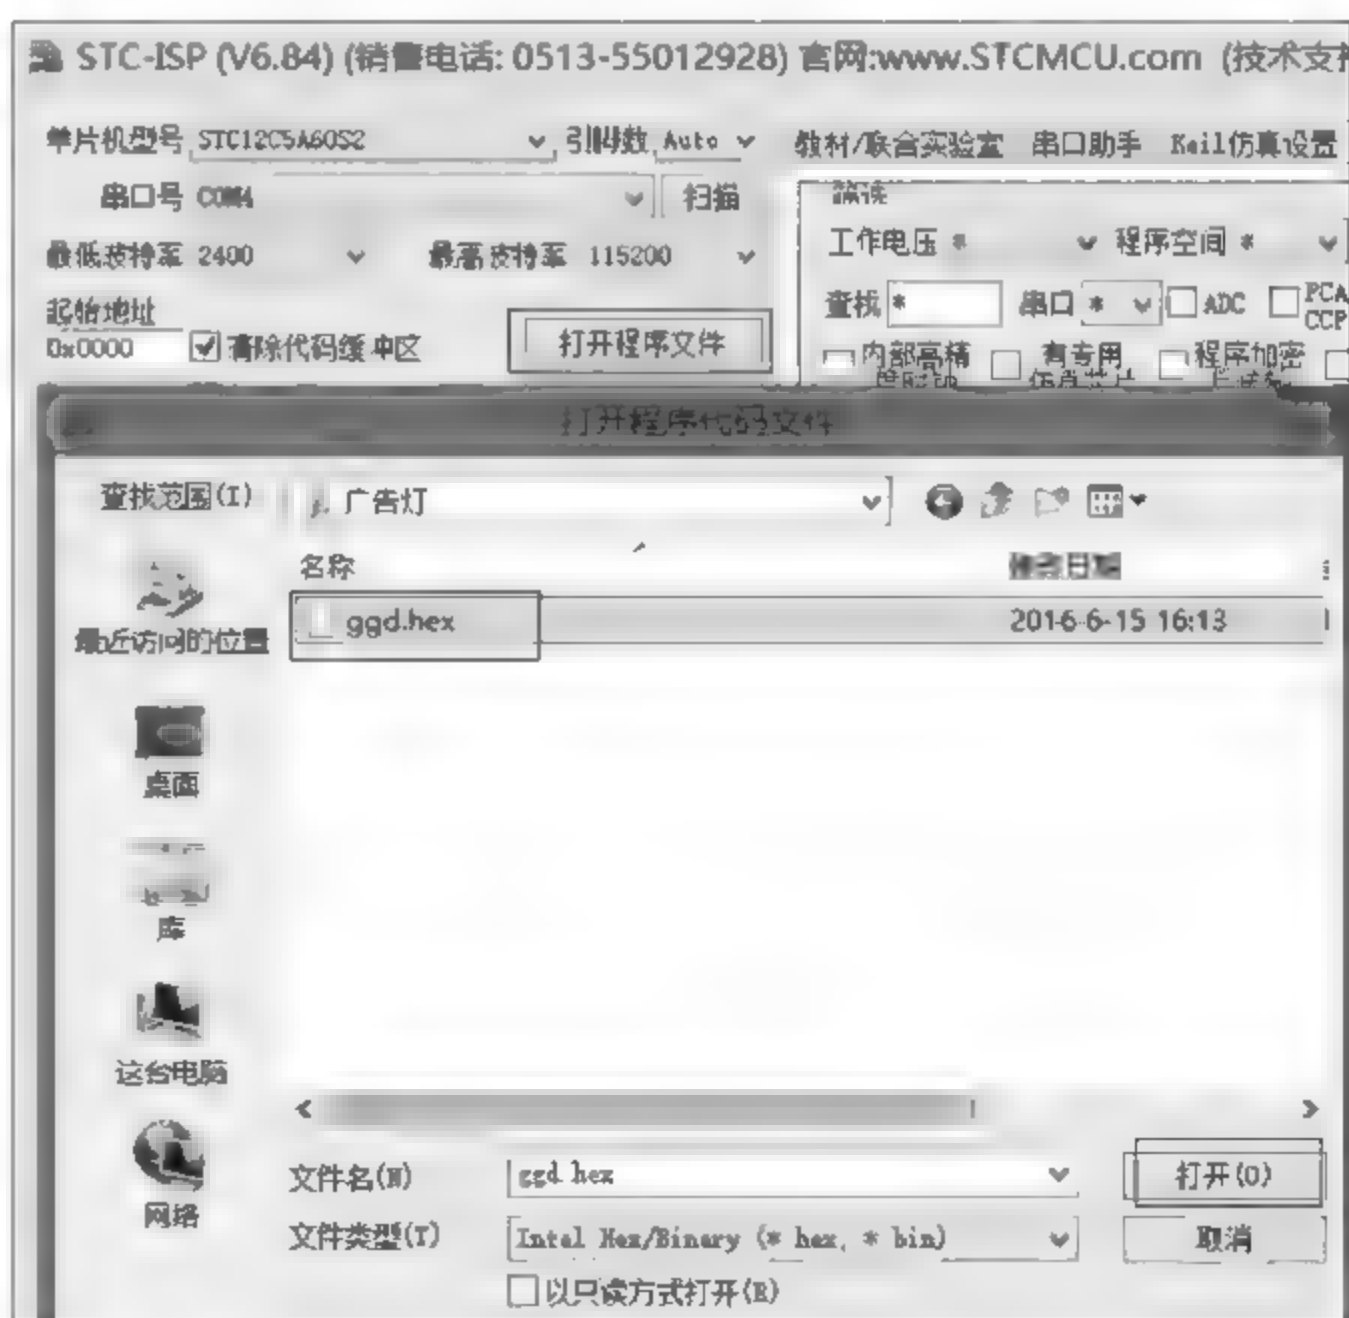 STC-ISP (V6.84) (销售电话: 0513-55012928) 官网:www.STCMCU.com (技术支
单片机型号 STC12C5A60S2 引脚数 Auto 教材/联合实验室 串口助手 Keil仿真设置
串口号 COM4 扫描
工作电压 * 程序空间 *
最低波特率 2400 最高波特率 115200
查找 * 串口 * ADC PCA CCP
起始地址
0x0000 清除代码缓冲区 打开程序文件
内部高精 有专用 程序加密
打开程序代码文件
查找范围(I) 广告灯
名称 修改日期
ggd.hex 2016-6-15 16:13
最近访问的位置
桌面
库
这台电脑
网络
文件名(N) ggd.hex 打开(O)
文件类型(T) Intel Hex/Binary (*.hex, *.bin) 取消
以只读方式打开(R)